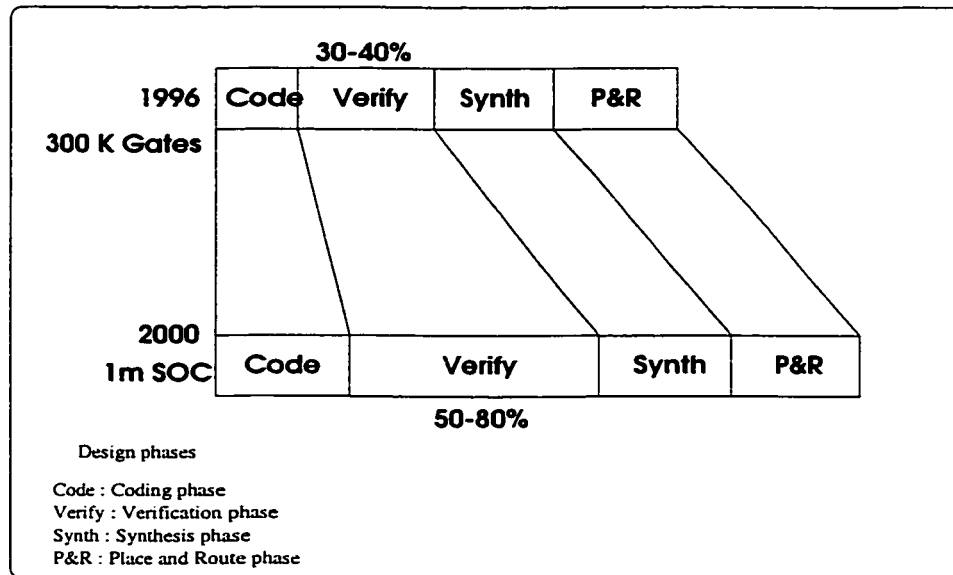 30-40%
1996 Code Verify Synth P&R
300 K Gates
2000
1m SOC Code Verify Synth P&R
50-80%
Design phases
Code : Coding phase
Verify : Verification phase
Synth : Synthesis phase
P&R : Place and Route phase